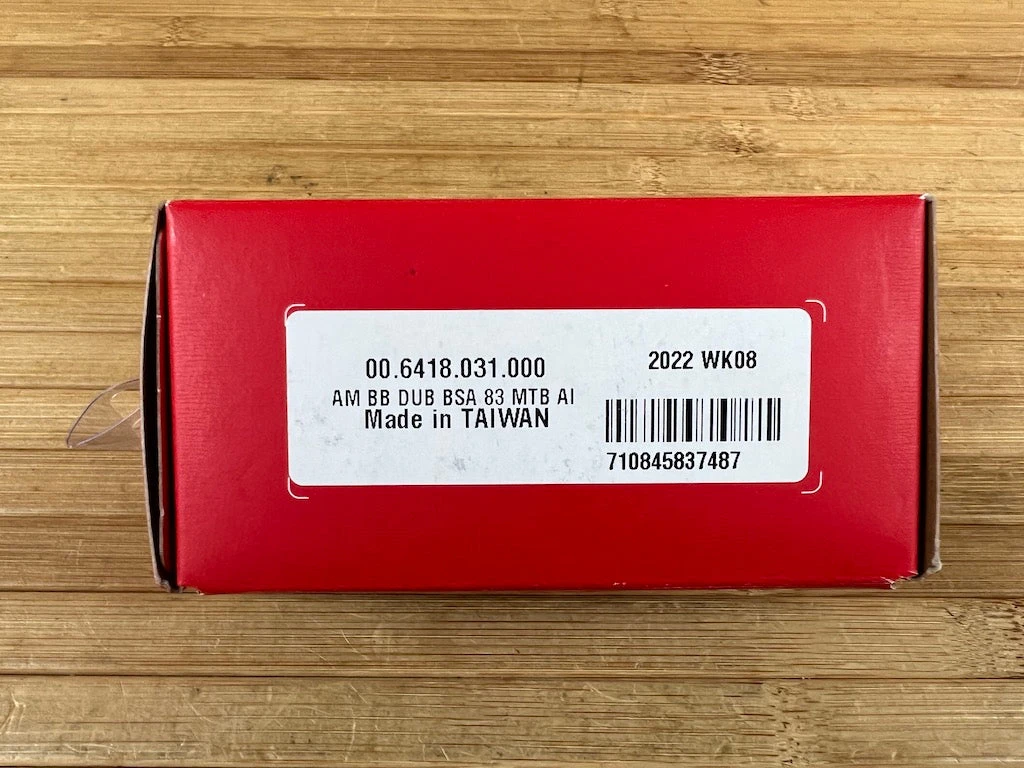 00.6418.031.000
AM BB DUB BSA 83 MTB AI
Made in TAIWAN
2022 WK08
710845837487